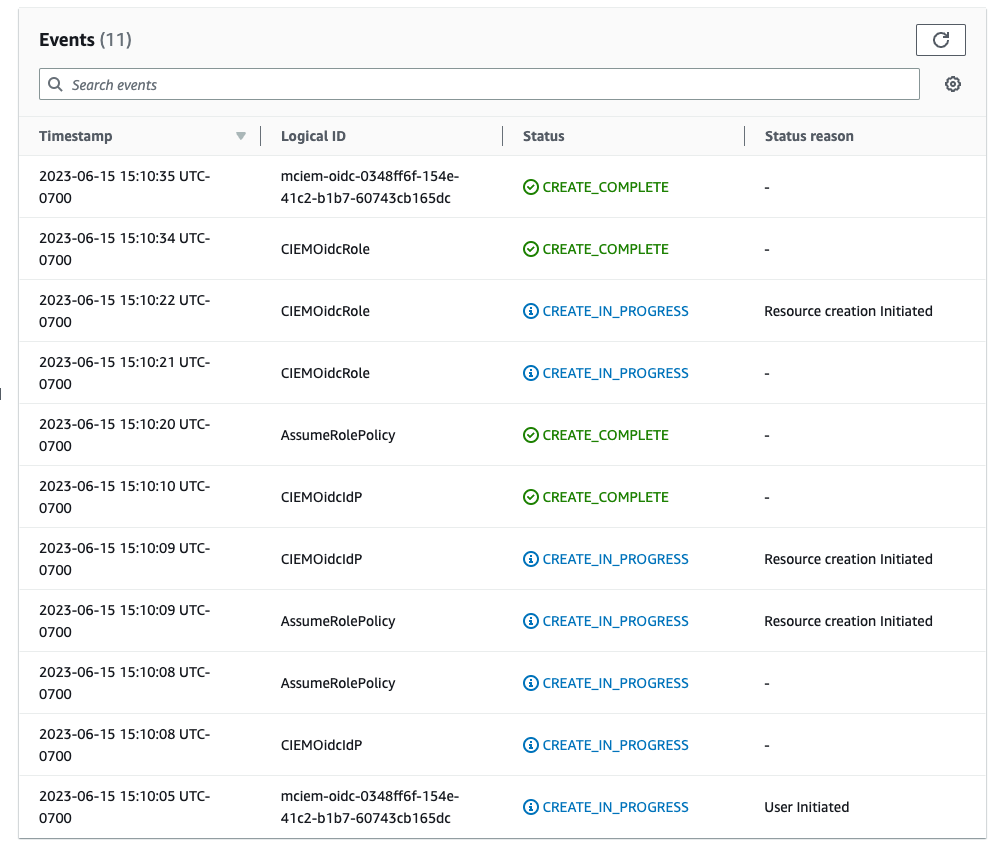 Events (11)
Search events
Timestamp Logical ID Status Status reason
2023-06-15 15:10:35 UTC- mciem-oidc-0348ff6f-154e-
0700 41c2-b1b7-60743cb165dc CREATE_COMPLETE -
2023-06-15 15:10:34 UTC-
0700 CIEMOidcRole CREATE_COMPLETE -
2023-06-15 15:10:22 UTC-
0700 CIEMOidcRole CREATE_IN_PROGRESS Resource creation Initiated
2023-06-15 15:10:21 UTC-
0700 CIEMOidcRole CREATE_IN_PROGRESS -
2023-06-15 15:10:20 UTC-
0700 AssumeRolePolicy CREATE_COMPLETE -
2023-06-15 15:10:10 UTC-
0700 CIEMOidcIdP CREATE_COMPLETE -
2023-06-15 15:10:09 UTC-
0700 CIEMOidcIdP CREATE_IN_PROGRESS Resource creation Initiated
2023-06-15 15:10:09 UTC-
0700 AssumeRolePolicy CREATE_IN_PROGRESS Resource creation Initiated
2023-06-15 15:10:08 UTC-
0700 AssumeRolePolicy CREATE_IN_PROGRESS -
2023-06-15 15:10:08 UTC-
0700 CIEMOidcIdP CREATE_IN_PROGRESS -
2023-06-15 15:10:05 UTC- mciem-oidc-0348ff6f-154e-
0700 41c2-b1b7-60743cb165dc CREATE_IN_PROGRESS User Initiated